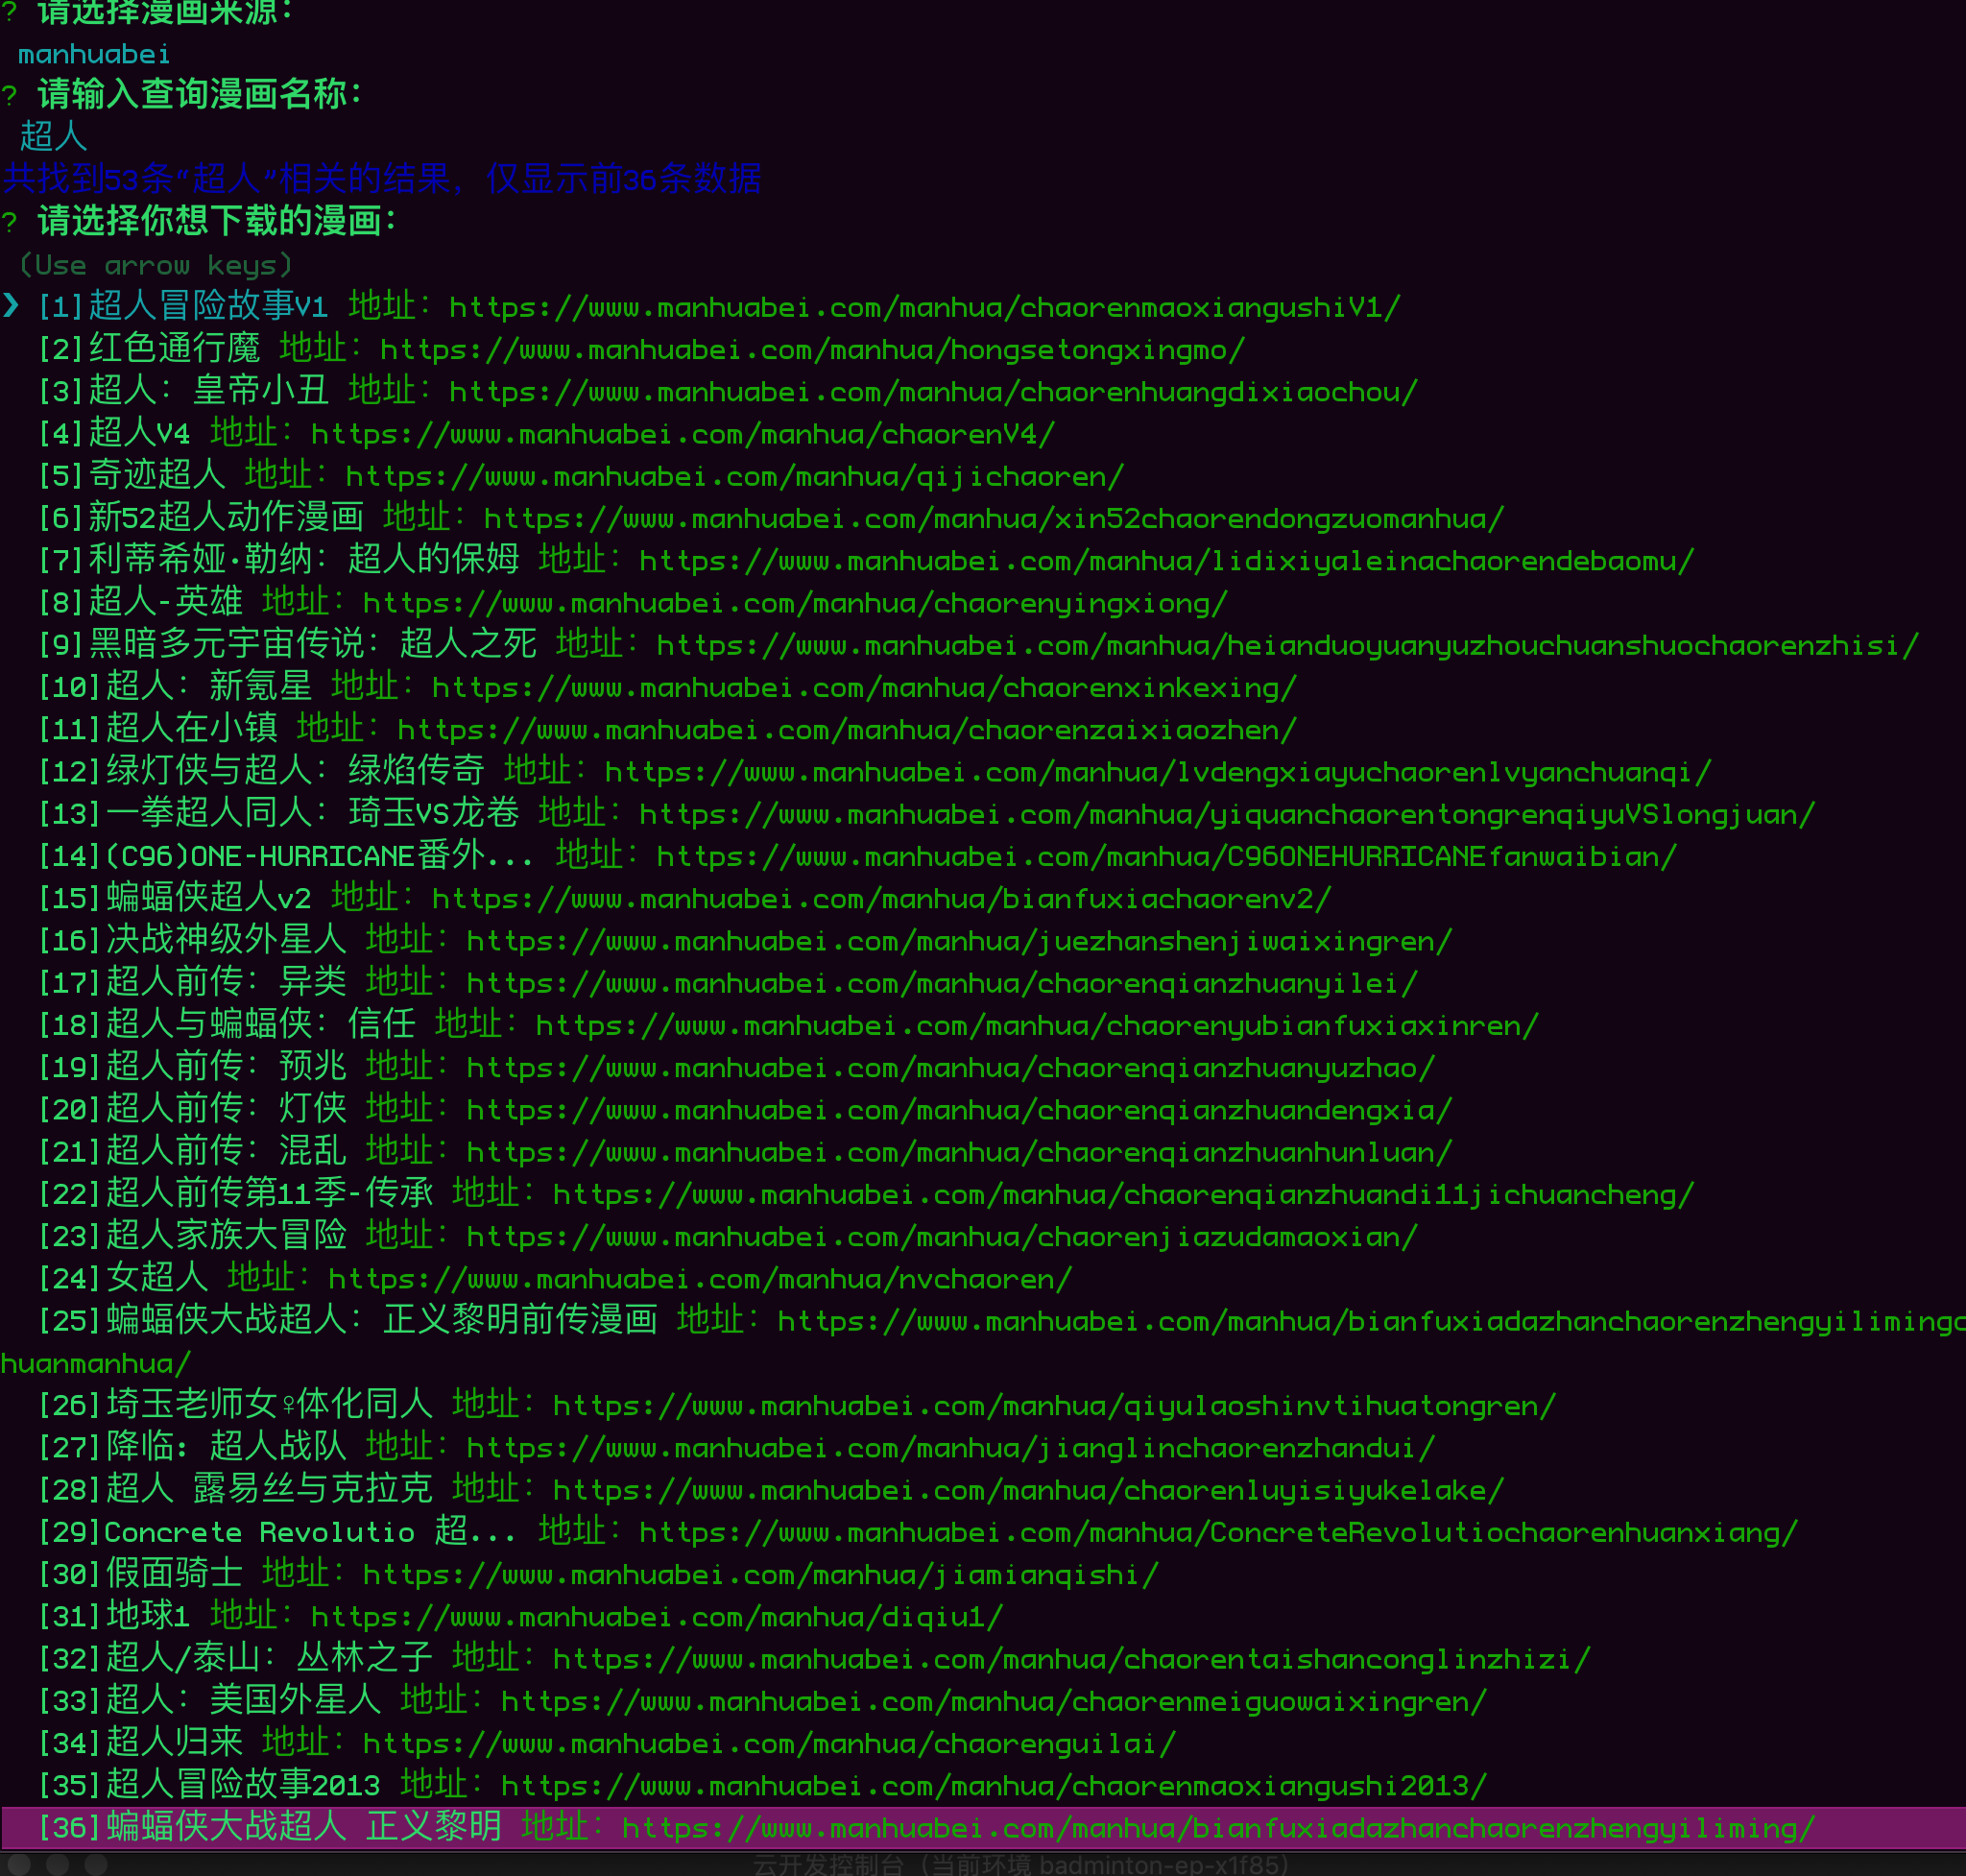 ? 请选择漫画来源:
manhuabei
? 请输入查询漫画名称:
超人
共找到53条“超人”相关的结果, 仅显示前36条数据
? 请选择你想下载的漫画:
(Use arrow keys)
❯ [1]超人冒险故事V1 地址: https://www.manhuabei.com/manhua/chaorenmaoxiangushiV1/
[2]红色通行魔 地址: https://www.manhuabei.com/manhua/hongsetongxingmo/
[3]超人: 皇帝小丑 地址: https://www.manhuabei.com/manhua/chaorenhuangdixiaochou/
[4]超人V4 地址: https://www.manhuabei.com/manhua/chaorenV4/
[5]奇迹超人 地址: https://www.manhuabei.com/manhua/qijichaoren/
[6]新52超人动作漫画 地址: https://www.manhuabei.com/manhua/xin52chaorendongzuomanhua/
[7]利蒂希娅·勒纳: 超人的保姆 地址: https://www.manhuabei.com/manhua/lidixiyaleinachaorendebaomu/
[8]超人-英雄 地址: https://www.manhuabei.com/manhua/chaorenyingxiong/
[9]黑暗多元宇宙传说: 超人之死 地址: https://www.manhuabei.com/manhua/heianduoyuanyuzhouchuanshuochaorenzhisi/
[10]超人: 新氪星 地址: https://www.manhuabei.com/manhua/chaorenxinkexing/
[11]超人在小镇 地址: https://www.manhuabei.com/manhua/chaorenzaixiaozhen/
[12]绿灯侠与超人: 绿焰传奇 地址: https://www.manhuabei.com/manhua/lvdengxiayuchaorenlvyanchuanqi/
[13]一拳超人同人: 琦玉VS龙卷 地址: https://www.manhuabei.com/manhua/yiquanchaorentongrenqiyuVSlongjuan/
[14](C96)ONE-HURRICANE番外... 地址: https://www.manhuabei.com/manhua/C96ONEHURRICANEfanwaibian/
[15]蝙蝠侠超人v2 地址: https://www.manhuabei.com/manhua/bianfuxiachaorenv2/
[16]决战神级外星人 地址: https://www.manhuabei.com/manhua/juezhanshenjiwaixingren/
[17]超人前传: 异类 地址: https://www.manhuabei.com/manhua/chaorenqianzhuanyilei/
[18]超人与蝙蝠侠: 信任 地址: https://www.manhuabei.com/manhua/chaorenyubianfuxiaxinren/
[19]超人前传: 预兆 地址: https://www.manhuabei.com/manhua/chaorenqianzhuanyuzhao/
[20]超人前传: 灯侠 地址: https://www.manhuabei.com/manhua/chaorenqianzhuandengxia/
[21]超人前传: 混乱 地址: https://www.manhuabei.com/manhua/chaorenqianzhuanhunluan/
[22]超人前传第11季-传承 地址: https://www.manhuabei.com/manhua/chaorenqianzhuandi11jichuancheng/
[23]超人家族大冒险 地址: https://www.manhuabei.com/manhua/chaorenjiazudamaoxian/
[24]女超人 地址: https://www.manhuabei.com/manhua/nvchaoren/
[25]蝙蝠侠大战超人: 正义黎明前传漫画 地址: https://www.manhuabei.com/manhua/bianfuxiadazhanchaorenzhengyilimingc
huanmanhua/
[26]埼玉老师女♀体化同人 地址: https://www.manhuabei.com/manhua/qiyulaoshinvtihuatongren/
[27]降临: 超人战队 地址: https://www.manhuabei.com/manhua/jianglinchaorenzhandui/
[28]超人 露易丝与克拉克 地址: https://www.manhuabei.com/manhua/chaorenluyisiyukelake/
[29]Concrete Revolutio 超... 地址: https://www.manhuabei.com/manhua/ConcreteRevolutiochaorenhuanxiang/
[30]假面骑士 地址: https://www.manhuabei.com/manhua/jiamianqishi/
[31]地球1 地址: https://www.manhuabei.com/manhua/diqiu1/
[32]超人/泰山: 丛林之子 地址: https://www.manhuabei.com/manhua/chaorentaishanconglinzhizi/
[33]超人: 美国外星人 地址: https://www.manhuabei.com/manhua/chaorenmeiguowaixingren/
[34]超人归来 地址: https://www.manhuabei.com/manhua/chaorenguilai/
[35]超人冒险故事2013 地址: https://www.manhuabei.com/manhua/chaorenmaoxiangushi2013/
[36]蝙蝠侠大战超人 正义黎明 地址: https://www.manhuabei.com/manhua/bianfuxiadazhanchaorenzhengyiliming/
云开发控制台 (当前环境 badminton-ep-x1f85)